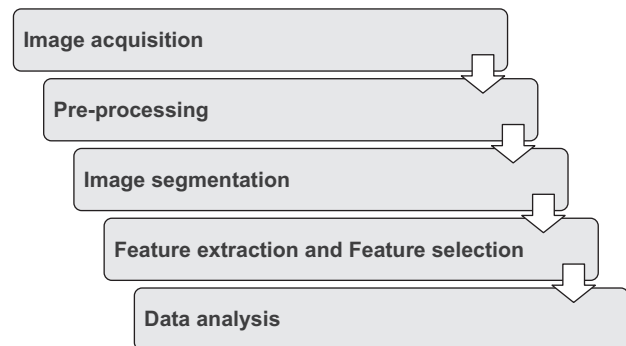 Image acquisition
Pre-processing
Image segmentation
Feature extraction and Feature selection
Data analysis